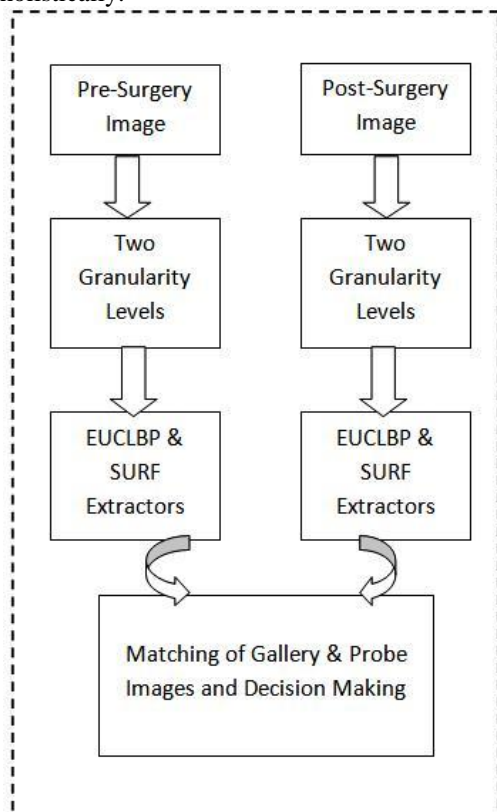 Pre-Surgery
Image
Post-Surgery
Image
Two
Granularity
Levels
Two
Granularity
Levels
EUCLBP &
SURF
Extractors
EUCLBP &
SURF
Extractors
Matching of Gallery & Probe
Images and Decision Making